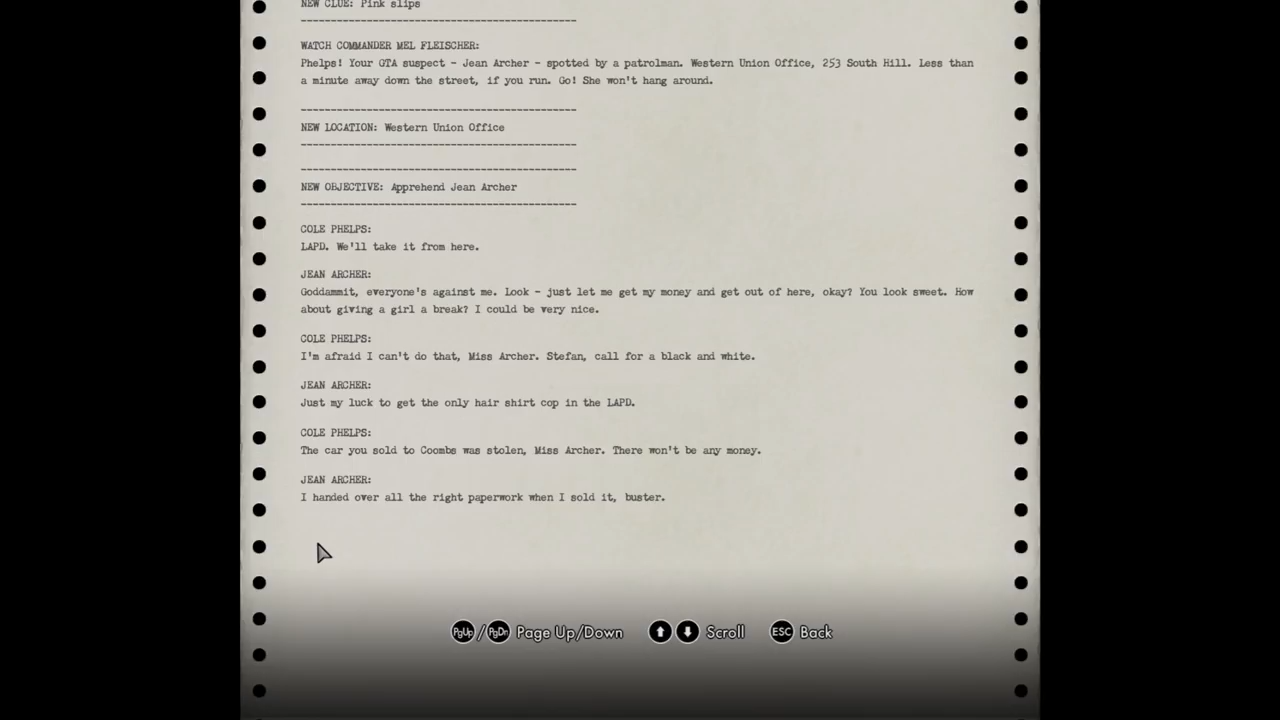 NEW CLUE: Pink slips
----------------------------------------------
WATCH COMMANDER MEL FLEISCHER:
Phelps! Your GTA suspect - Jean Archer - spotted by a patrolman. Western Union Office, 253 South Hill. Less than
a minute away down the street, if you run. Go! She won't hang around.
----------------------------------------------
NEW LOCATION: Western Union Office
----------------------------------------------
----------------------------------------------
NEW OBJECTIVE: Apprehend Jean Archer
----------------------------------------------
COLE PHELPS:
LAPD. We'll take it from here.
JEAN ARCHER:
Goddammit, everyone's against me. Look - just let me get my money and get out of here, okay? You look sweet. How
about giving a girl a break? I could be very nice.
COLE PHELPS:
I'm afraid I can't do that, Miss Archer. Stefan, call for a black and white.
JEAN ARCHER:
Just my luck to get the only hair shirt cop in the LAPD.
COLE PHELPS:
The car you sold to Coombs was stolen, Miss Archer. There won't be any money.
JEAN ARCHER:
I handed over all the right paperwork when I sold it, buster.
PgUp / PgDn Page Up/Down ⬆ ⬇ Scroll ESC Back